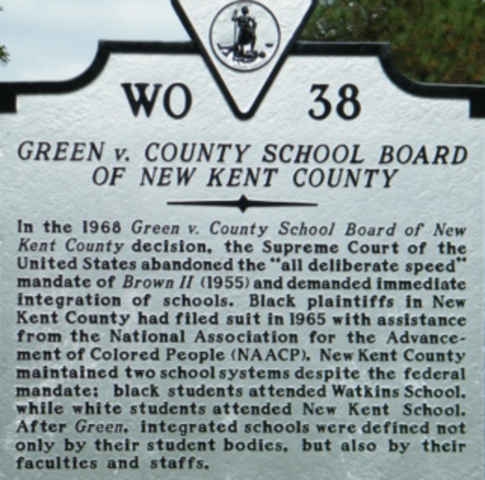 WO 38
GREEN v. COUNTY SCHOOL BOARD
OF NEW KENT COUNTY
In the 1968 Green v. County School Board of New
Kent County decision, the Supreme Court of the
United States abandoned the "all deliberate speed"
mandate of Brown II (1955) and demanded immediate
integration of schools. Black plaintiffs in New
Kent County had filed suit in 1965 with assistance
from the National Association for the Advance-
ment of Colored People (NAACP). New Kent County
maintained two school systems despite the federal
mandate; black students attended Watkins School,
while white students attended New Kent School.
After Green, integrated schools were defined not
only by their student bodies, but also by their
faculties and staffs.